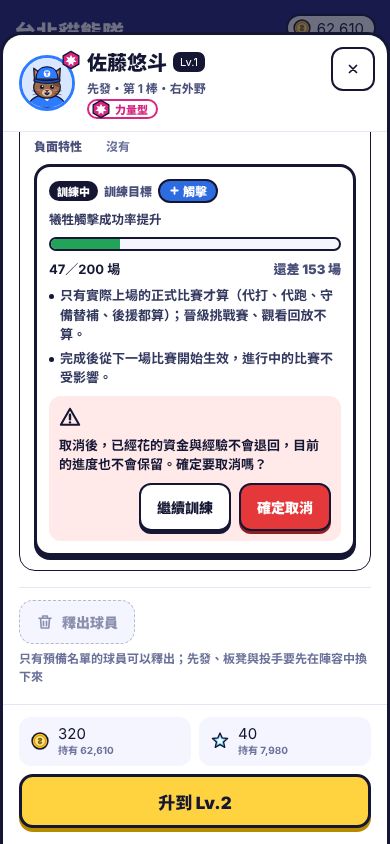 台北熊熊隊
62,610
佐藤悠斗 Lv.1
先發・第1棒・右外野
力量型
負面特性 沒有
訓練中 訓練目標 +觸擊
犧牲觸擊成功率提升
47／200 場 還差 153 場
只有實際上場的正式比賽才算（代打、代跑、守
備替補、後援都算）；晉級挑戰賽、觀看回放不
算。
完成後從下一場比賽開始生效，進行中的比賽不
受影響。
取消後，已經花的資金與經驗不會退回，目前
的進度也不會保留。確定要取消嗎？
繼續訓練 確定取消
釋出球員
只有預備名單的球員可以釋出；先發、板凳與投手要先在陣容中換
下來
320 40
持有 62,610 持有 7,980
升到 Lv.2